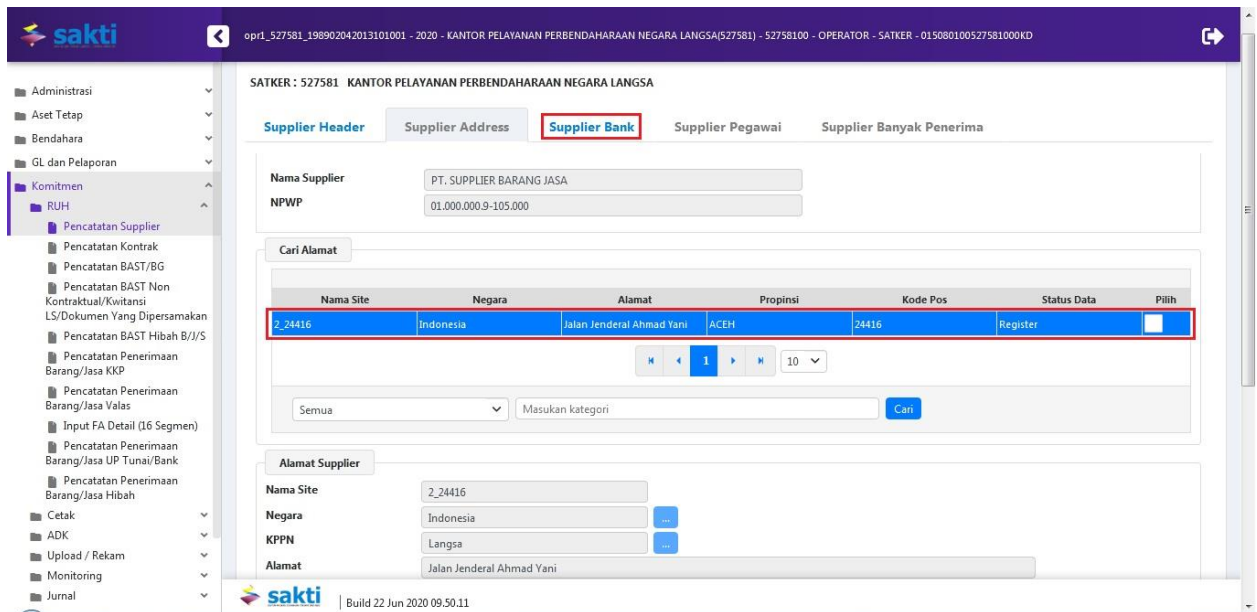 sakti
opr1_527581_198902042013101001 - 2020 - KANTOR PELAYANAN PERBENDAHARAAN NEGARA LANGSA(527581) - 52758100 - OPERATOR - SATKER - 015080100527581000KD
Administrasi
Aset Tetap
Bendahara
GL dan Pelaporan
Komitmen
RUH
Pencatatan Supplier
Pencatatan Kontrak
Pencatatan BAST/BG
Pencatatan BAST Non
Kontraktual/Kwitansi
LS/Dokumen Yang Dipersamakan
Pencatatan BAST Hibah B/J/S
Pencatatan Penerimaan
Barang/Jasa KKP
Pencatatan Penerimaan
Barang/Jasa Valas
Input FA Detail (16 Segmen)
Pencatatan Penerimaan
Barang/Jasa UP Tunai/Bank
Pencatatan Penerimaan
Barang/Jasa Hibah
Cetak
ADK
Upload / Rekam
Monitoring
Jurnal
SATKER : 527581 KANTOR PELAYANAN PERBENDAHARAAN NEGARA LANGSA
Supplier Header Supplier Address Supplier Bank Supplier Pegawai Supplier Banyak Penerima
Nama Supplier PT. SUPPLIER BARANG JASA
NPWP 01.000.000.9-105.000
Cari Alamat
Nama Site Negara Alamat Propinsi Kode Pos Status Data Pilih
2_24416 Indonesia Jalan Jenderal Ahmad Yani ACEH 24416 Register
1 10
Semua Masukan kategori Cari
Alamat Supplier
Nama Site 2_24416
Negara Indonesia ...
KPPN Langsa ...
Alamat Jalan Jenderal Ahmad Yani
sakti | Build 22 Jun 2020 09.50.11